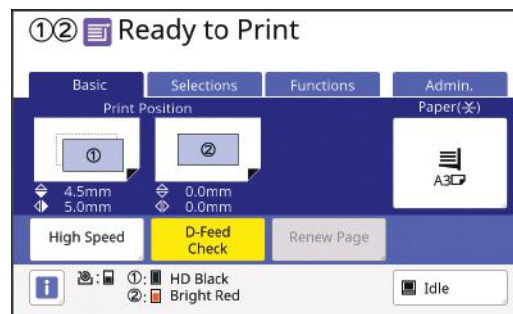 ①② Ready to Print
Basic Selections Functions Admin.
Print Position Paper(⚹)
① ②
4.5mm 0.0mm
5.0mm 0.0mm
A3
High Speed D-Feed Check Renew Page
①: HD Black
②: Bright Red
Idle